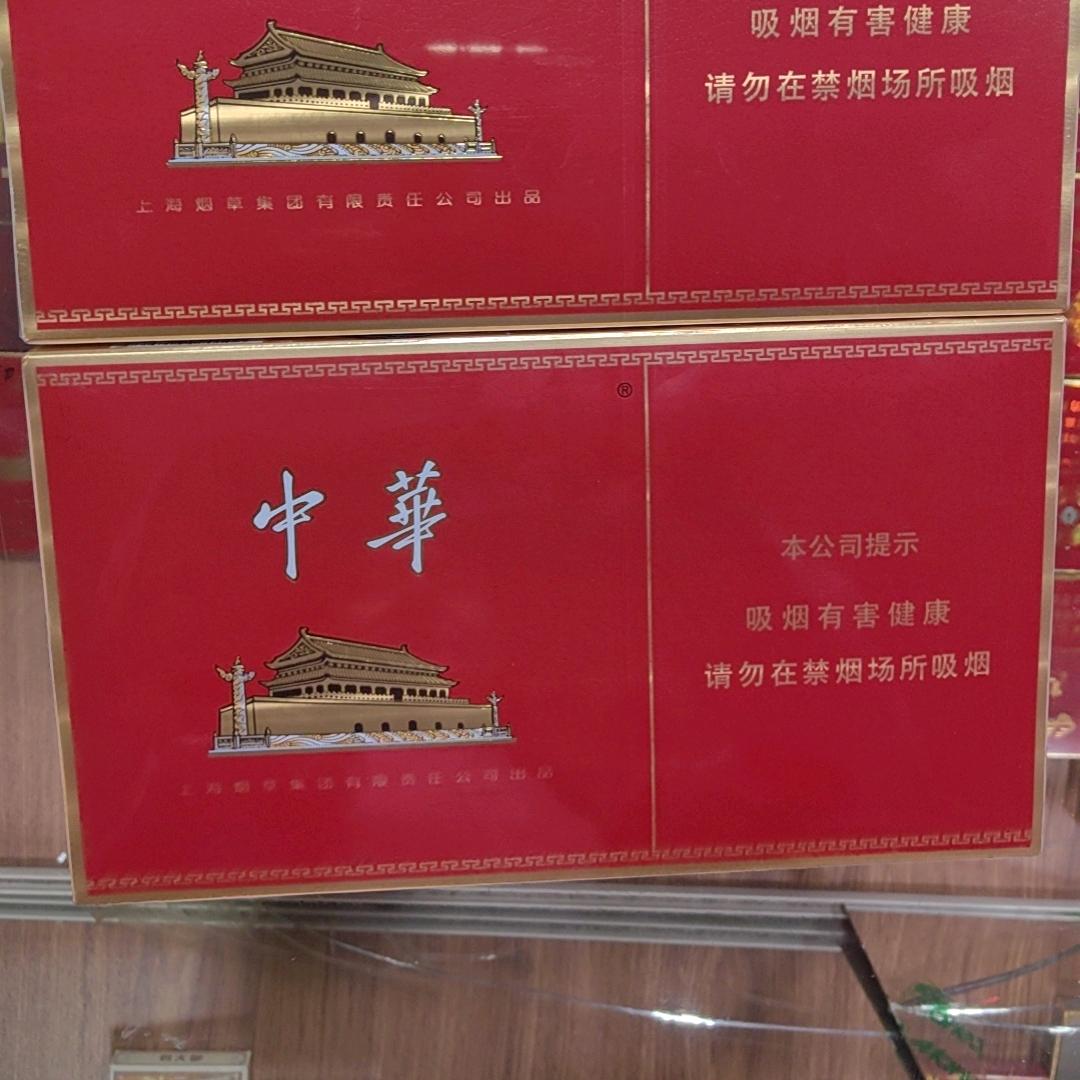 吸烟有害健康
请勿在禁烟场所吸烟
上海烟草集团有限责任公司出品
®
中華
本公司提示
吸烟有害健康
请勿在禁烟场所吸烟
上海烟草集团有限责任公司出品